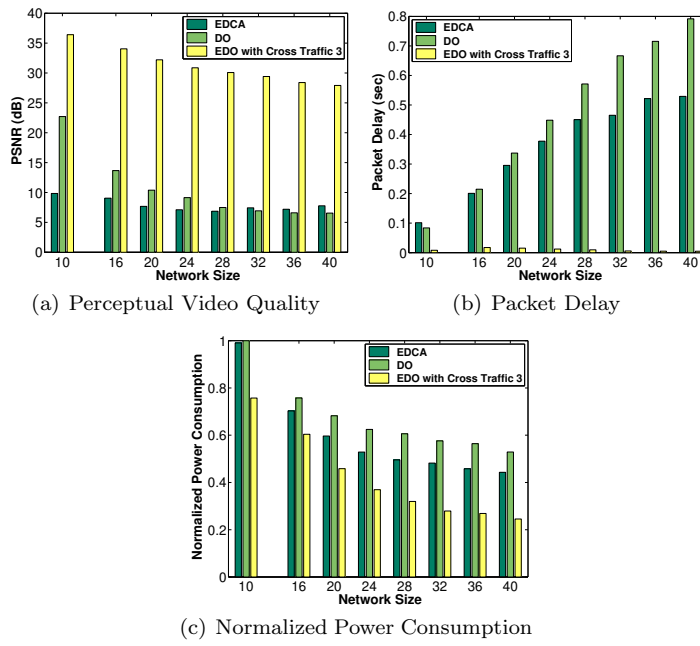 40
35
30
25
20
15
10
5
0
PSNR (dB)
EDCA
DO
EDO with Cross Traffic 3
10 16 20 24 28 32 36 40
Network Size
(a) Perceptual Video Quality
0.8
0.7
0.6
0.5
0.4
0.3
0.2
0.1
0
Packet Delay (sec)
EDCA
DO
EDO with Cross Traffic 3
10 16 20 24 28 32 36 40
Network Size
(b) Packet Delay
1
0.8
0.6
0.4
0.2
0
Normalized Power Consumption
EDCA
DO
EDO with Cross Traffic 3
10 16 20 24 28 32 36 40
Network Size
(c) Normalized Power Consumption